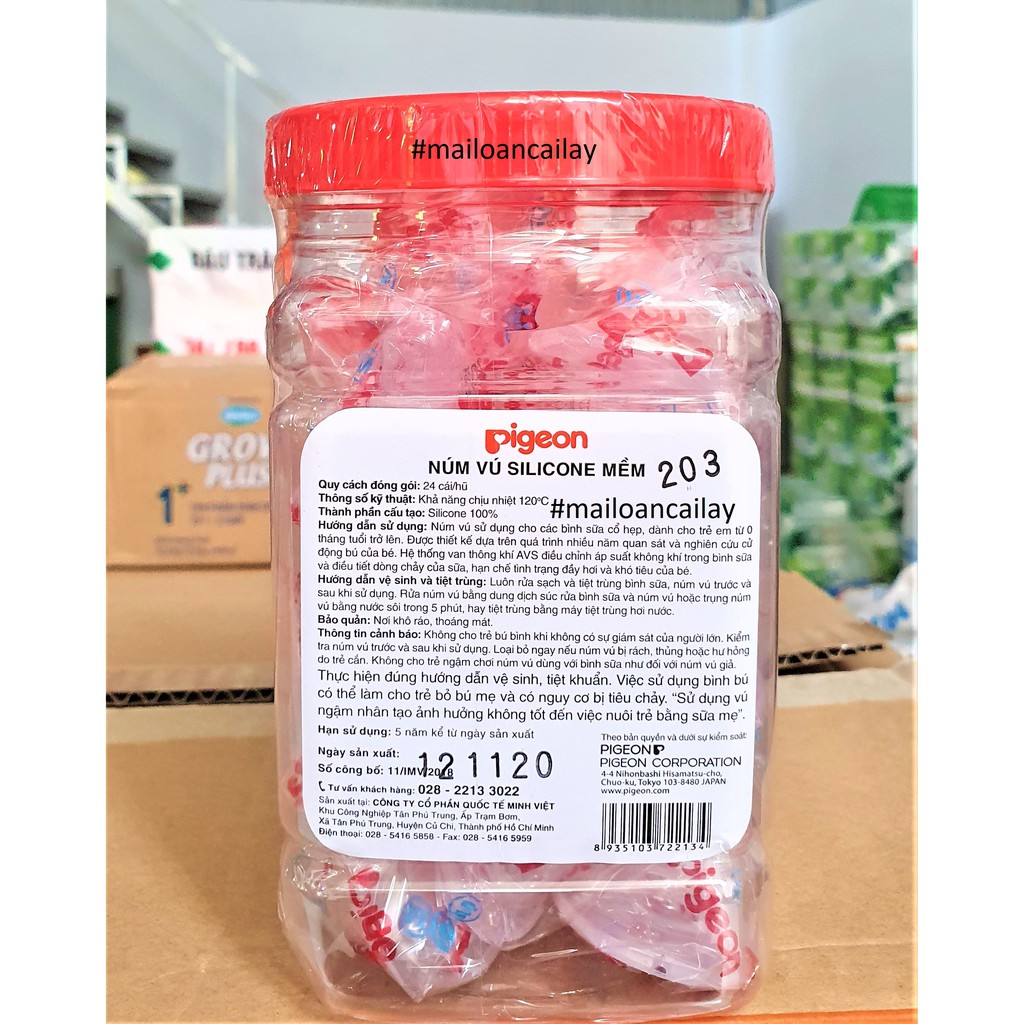 #mailoancailay
BẦU TRÁ
GROW
PLUS
1+
pigeon
NÚM VÚ SILICONE MỀM 203
Quy cách đóng gói: 24 cái/hũ
Thông số kỹ thuật: Khả năng chịu nhiệt 120°C
#mailoancailay
Thành phần cấu tạo: Silicone 100%
Hướng dẫn sử dụng: Núm vú sử dụng cho các bình sữa cổ hẹp, dành cho trẻ em từ 0
tháng tuổi trở lên. Được thiết kế dựa trên quá trình nhiều năm quan sát và nghiên cứu cử
động bú của bé. Hệ thống van thông khí AVS điều chỉnh áp suất không khí trong bình sữa
và điều tiết dòng chảy của sữa, hạn chế tình trạng đầy hơi và khó tiêu của bé.
Hướng dẫn vệ sinh và tiệt trùng: Luôn rửa sạch và tiệt trùng bình sữa, núm vú trước và
sau khi sử dụng. Rửa núm vú bằng dung dịch súc rửa bình sữa và núm vú hoặc trụng núm
vú bằng nước sôi trong 5 phút, hay tiệt trùng bằng máy tiệt trùng hơi nước.
Bảo quản: Nơi khô ráo, thoáng mát.
Thông tin cảnh báo: Không cho trẻ bú bình khi không có sự giám sát của người lớn. Kiểm
tra núm vú trước và sau khi sử dụng. Loại bỏ ngay nếu núm vú bị rách, thủng hoặc hư hỏng
do trẻ cắn. Không cho trẻ ngậm chơi núm vú dùng với bình sữa như đối với núm vú giả.
Thực hiện đúng hướng dẫn vệ sinh, tiệt khuẩn. Việc sử dụng bình bú
có thể làm cho trẻ bỏ bú mẹ và có nguy cơ bị tiêu chảy. “Sử dụng vú
ngậm nhân tạo ảnh hưởng không tốt đến việc nuôi trẻ bằng sữa mẹ”.
Hạn sử dụng: 5 năm kể từ ngày sản xuất
Ngày sản xuất: 121120
Số công bố: 11/IMV/2018
Tư vấn khách hàng: 028 - 2213 3022
Sản xuất tại: CÔNG TY CỔ PHẦN QUỐC TẾ MINH VIỆT
Khu Công Nghiệp Tân Phú Trung, Ấp Trạm Bơm,
Xã Tân Phú Trung, Huyện Củ Chi, Thành phố Hồ Chí Minh
Điện thoại: 028 - 5416 5858 - Fax: 028 - 5416 5959
Theo bản quyền và dưới sự kiểm soát:
PIGEON
PIGEON CORPORATION
4-4 Nihonbashi Hisamatsu-cho,
Chuo-ku, Tokyo 103-8480 JAPAN
www.pigeon.com
8 935103 722134
pigeon